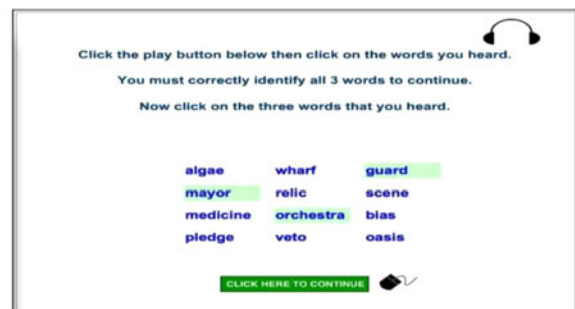 Click the play button below then click on the words you heard.
You must correctly identify all 3 words to continue.
Now click on the three words that you heard.
algae wharf guard
mayor relic scene
medicine orchestra bias
pledge veto oasis
CLICK HERE TO CONTINUE